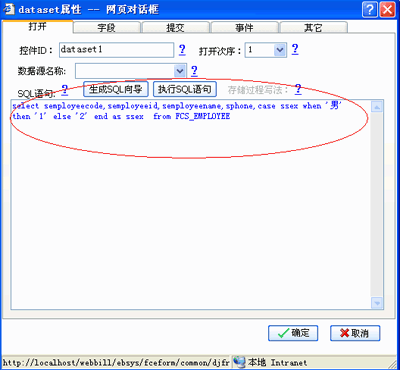 dataset属性 -- 网页对话框
打开 字段 提交 事件 其它
控件ID： dataset1 ? 打开次序： 1 ?
数据源名称: ?
SQL语句: ? 生成SQL向导 执行SQL语句 存储过程写法： ?
select semployeecode,semployeeid,semployeename,sphone,case ssex when '男'
then '1' else '2' end as ssex  from FCS_EMPLOYEE
确定 取消
http://localhost/webbill/ebsys/fceform/common/djfr 本地 Intranet